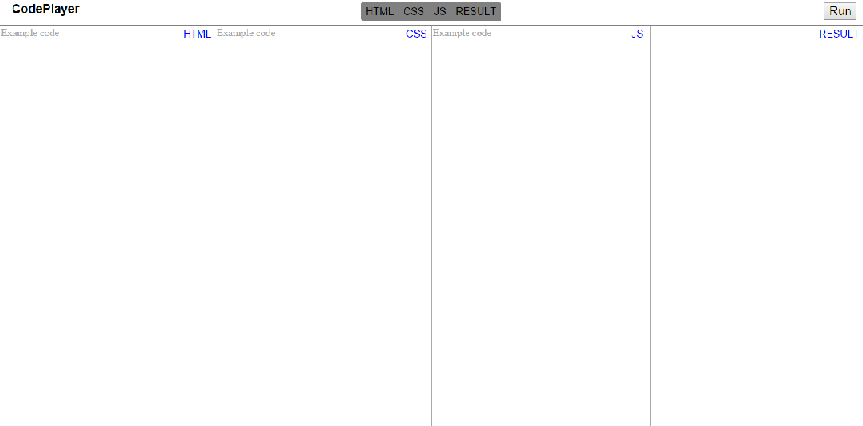 CodePlayer HTML CSS JS RESULT Run
Example code HTML Example code CSS Example code JS RESULT